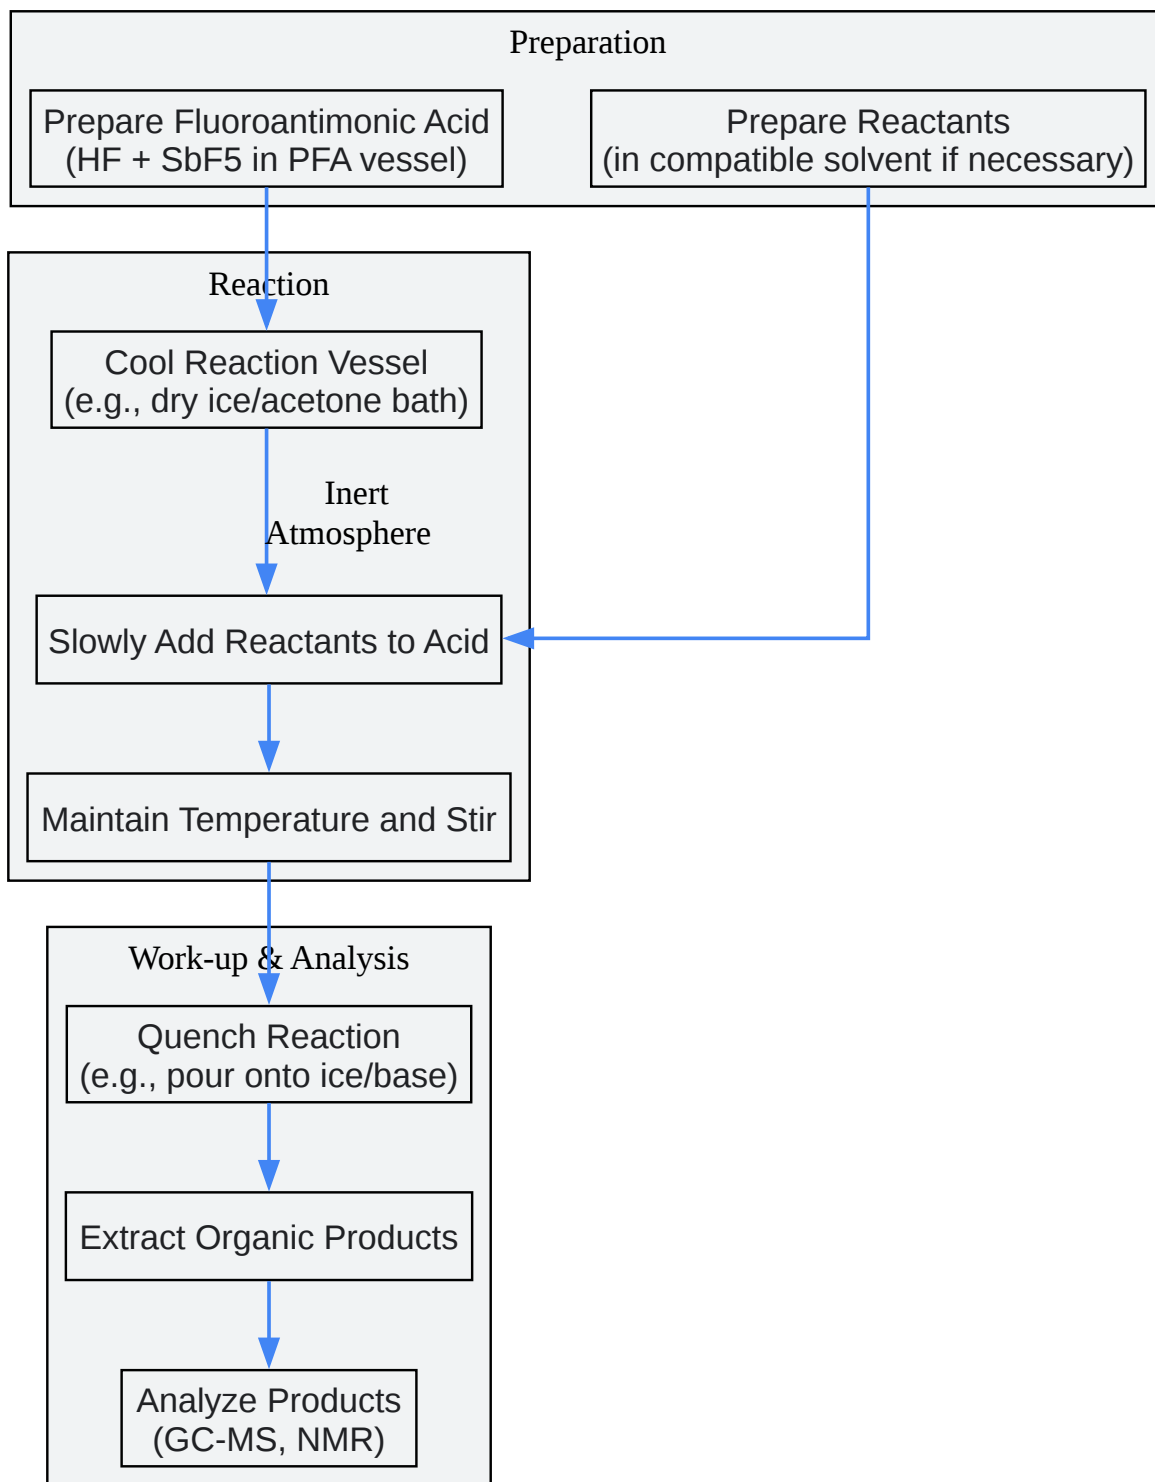 Preparation
Prepare Fluoroantimonic Acid
(HF + SbF5 in PFA vessel)
Prepare Reactants
(in compatible solvent if necessary)
Reaction
Cool Reaction Vessel
(e.g., dry ice/acetone bath)
Inert
Atmosphere
Slowly Add Reactants to Acid
Maintain Temperature and Stir
Work-up & Analysis
Quench Reaction
(e.g., pour onto ice/base)
Extract Organic Products
Analyze Products
(GC-MS, NMR)